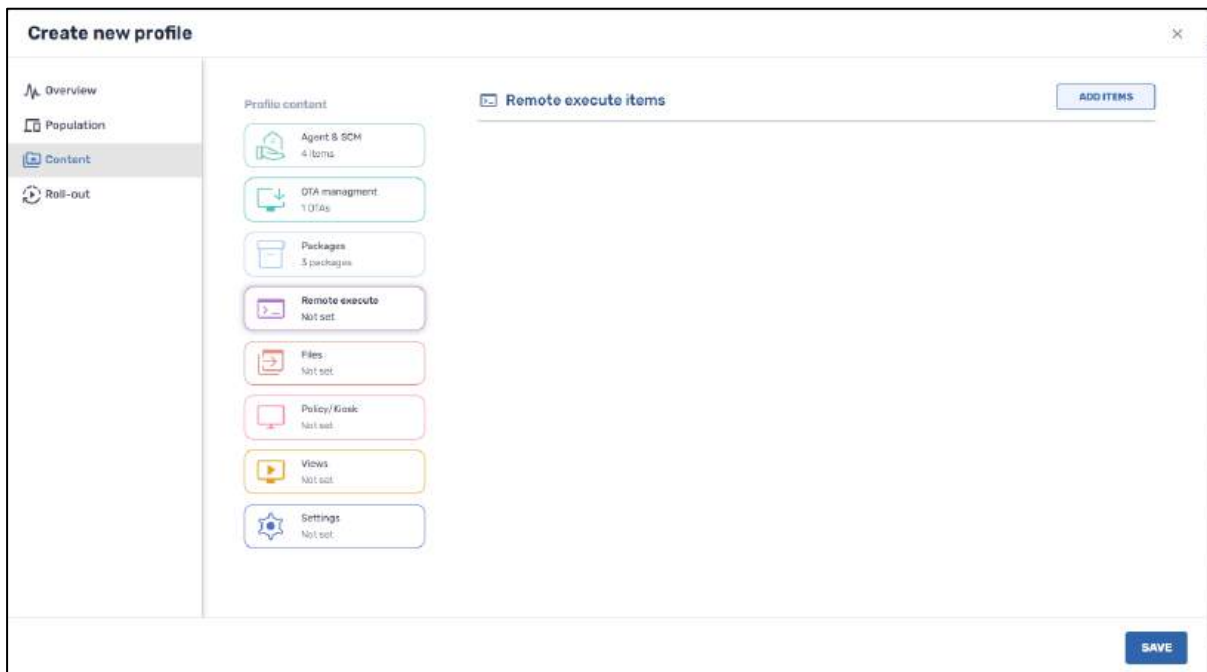 Create new profile
Overview
Population
Content
Roll-out
Profile content
Agent & SCM
4 items
OTA managment
1 OTAs
Packages
3 packages
Remote execute
Not set
Files
Not set
Policy/Kiosk
Not set
Views
Not set
Settings
Not set
Remote execute items
ADD ITEMS
SAVE